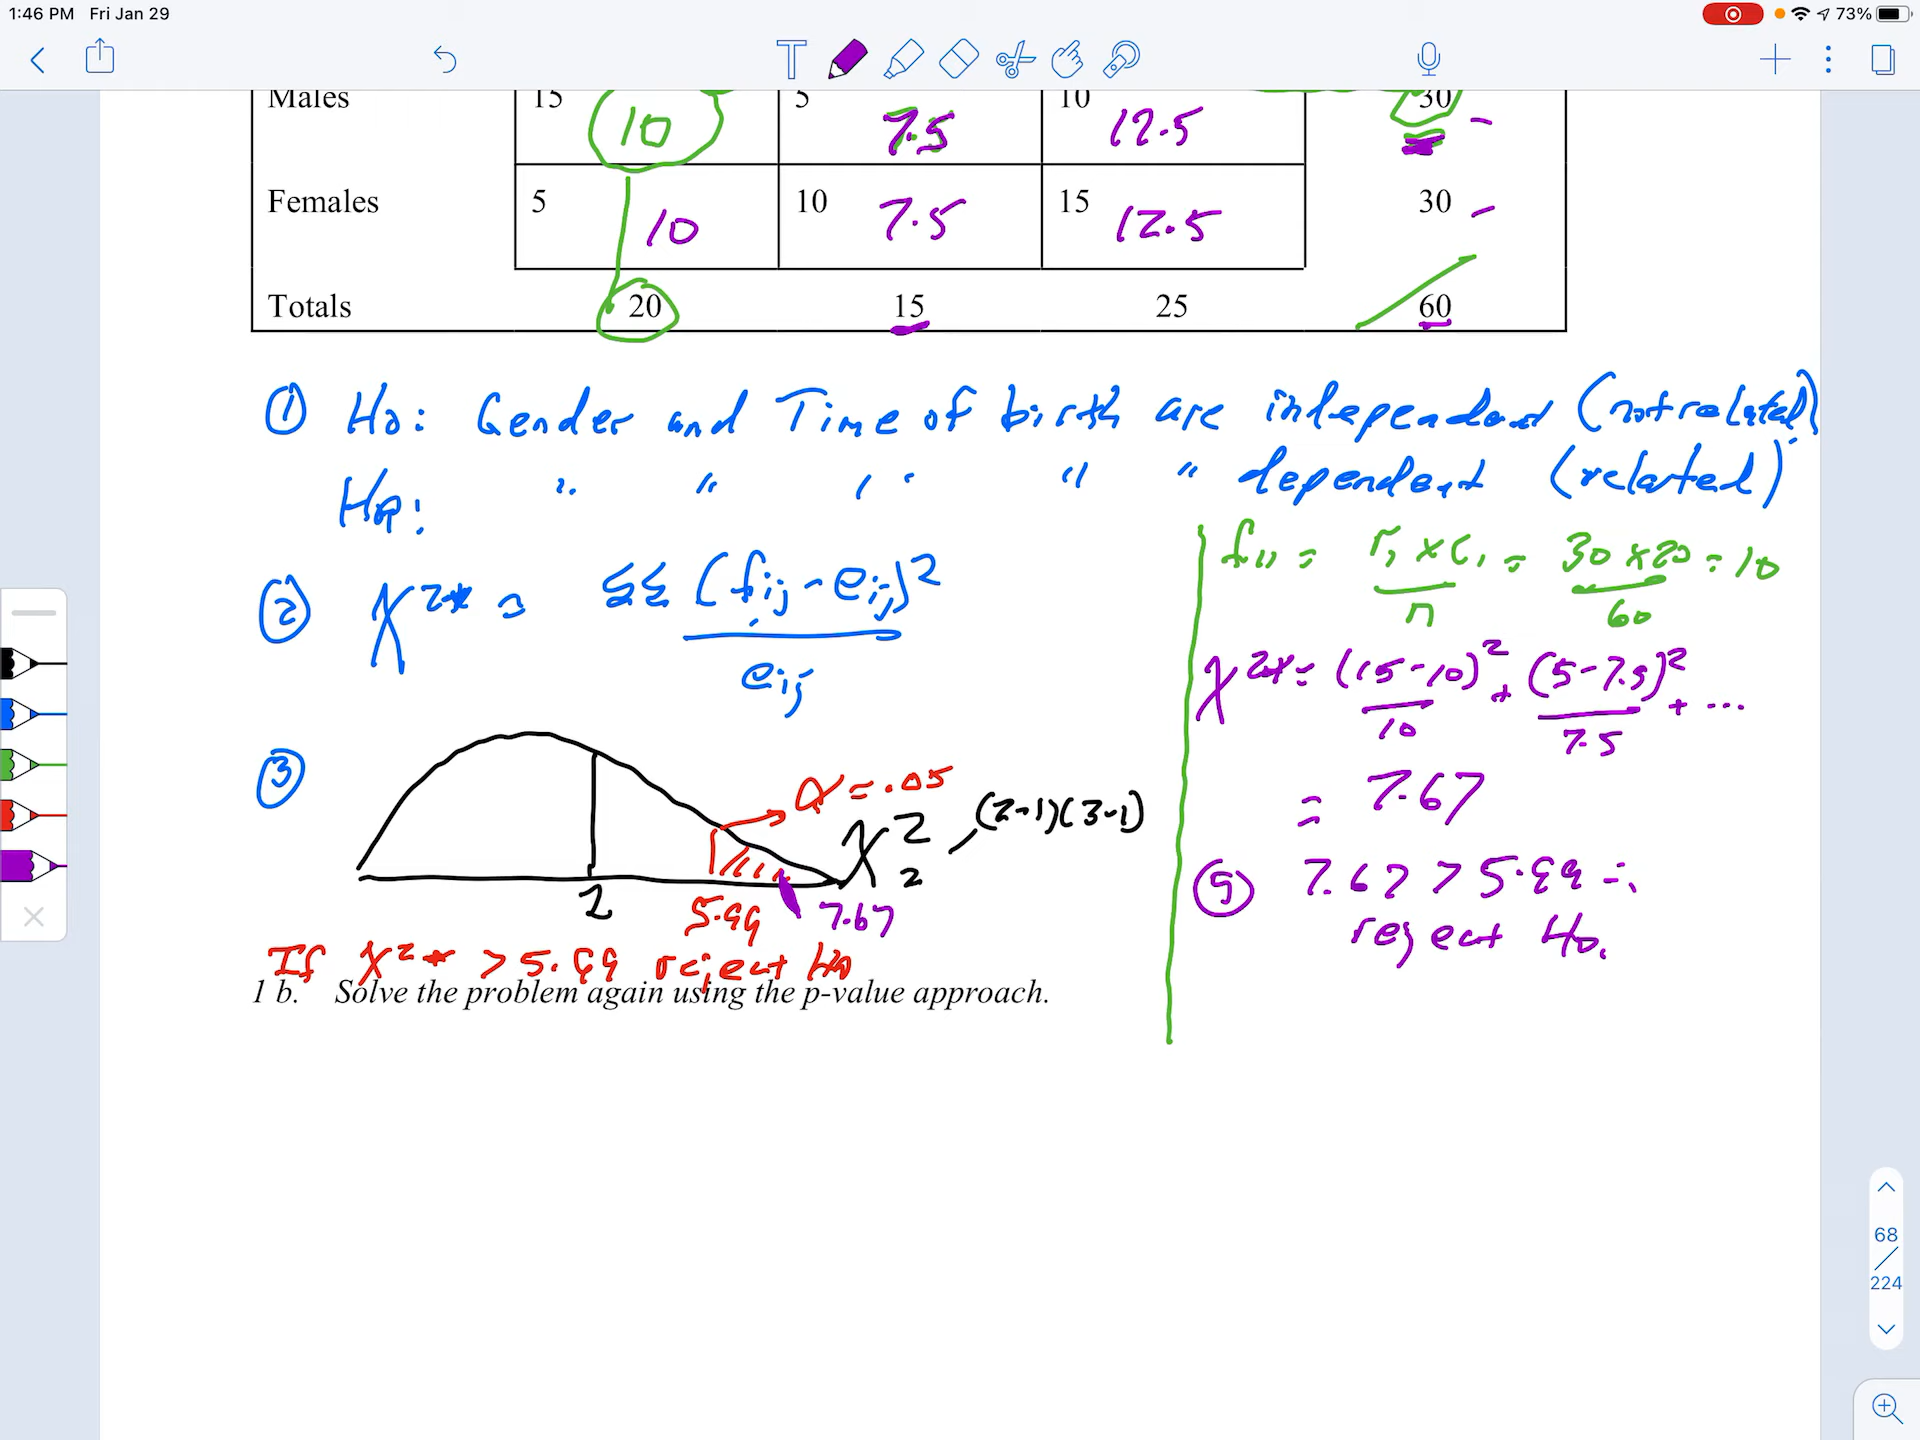 1:46 PM Fri Jan 29
73%
Males 15 10 5 7.5 10 12.5 30
Females 5 10 10 7.5 15 12.5 30
Totals 20 15 25 60
① Ho: Gender and Time of birth are independent (not related)
Ha: " " " " " dependent (related)
f₁₁ = r₁ × c₁ / n = 30 × 20 / 60 = 10
② χ²* = ΣΣ (fij - eij)² / eij
χ²* = (15-10)² / 10 + (5-7.5)² / 7.5 + ...
= 7.67
③ α = .05
χ² 2 (2-1)(3-1)
2 5.99 7.67
If χ²* > 5.99 reject Ho
7.67 > 5.99 ∴
reject Ho.
1 b. Solve the problem again using the p-value approach.
68
/
224